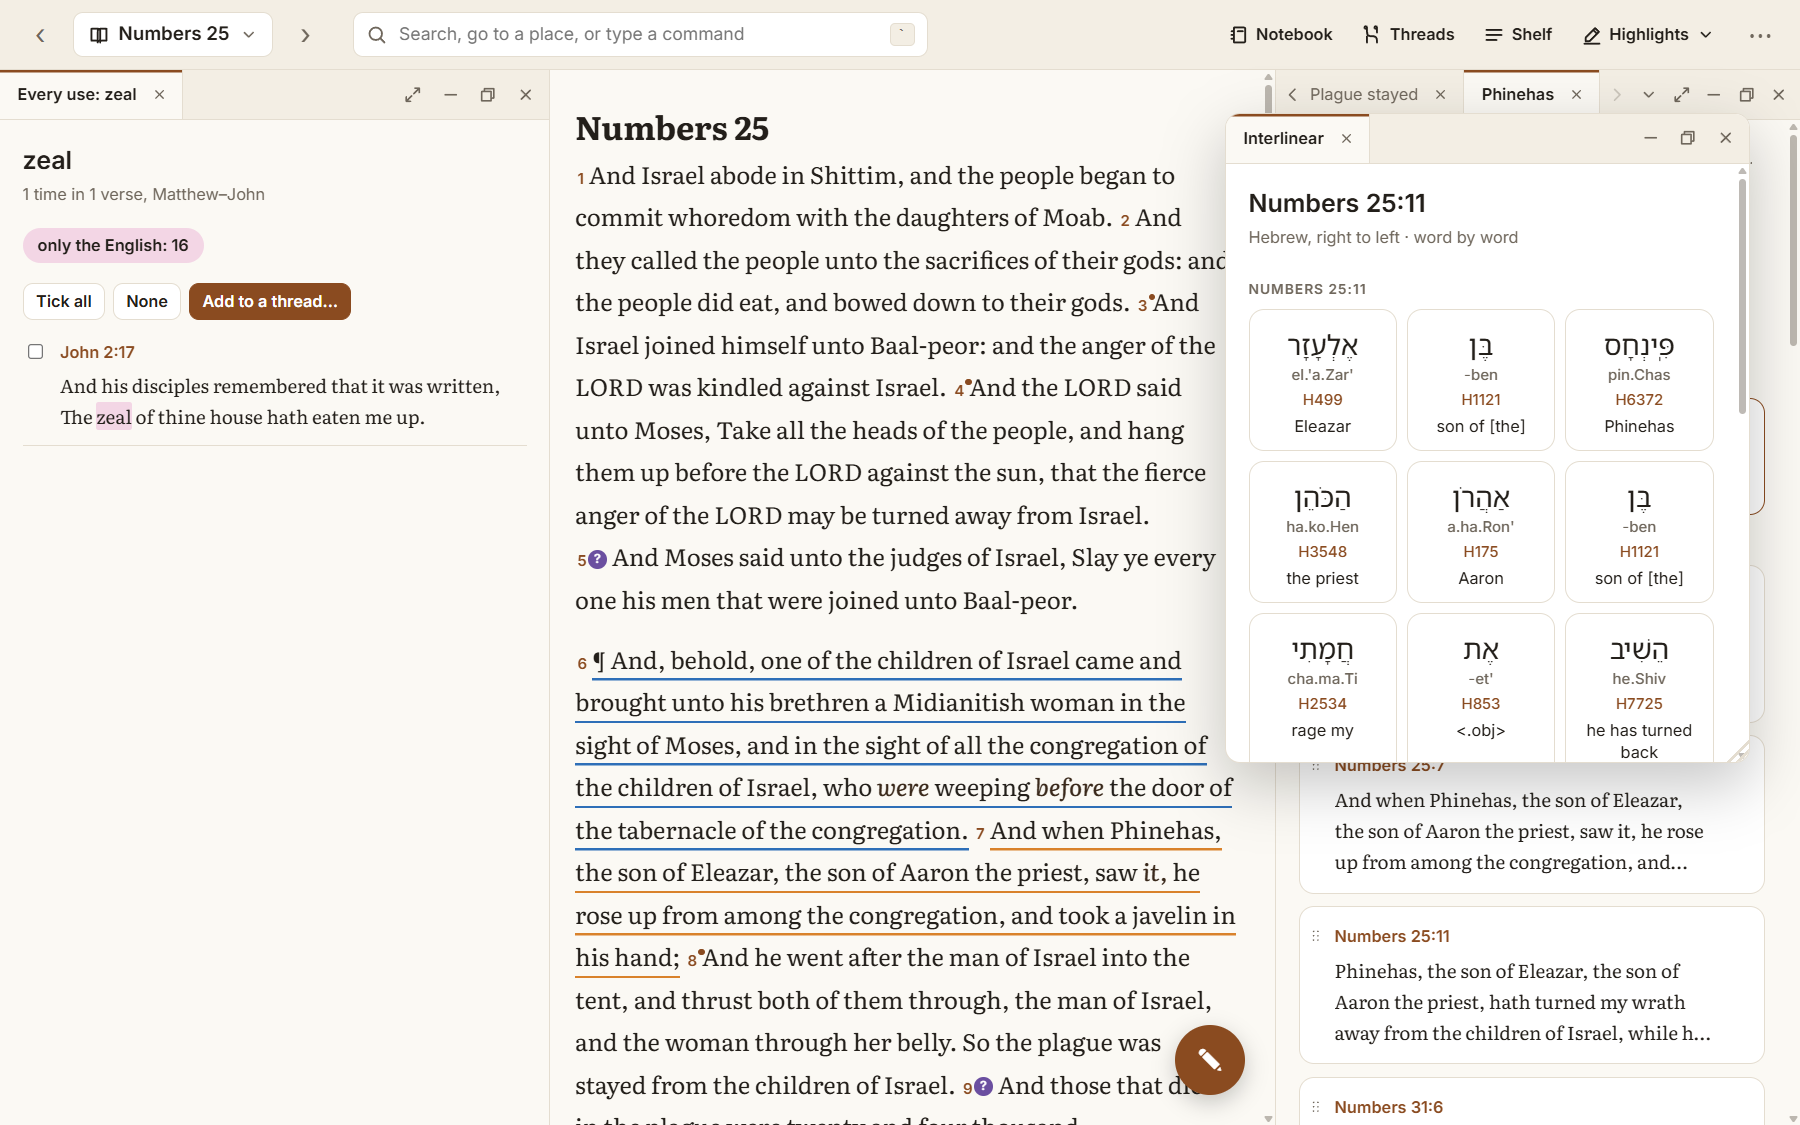 Numbers 25
Search, go to a place, or type a command
`
Notebook
Threads
Shelf
Highlights
Every use: zeal
zeal
1 time in 1 verse, Matthew–John
only the English: 16
Tick all
None
Add to a thread...
John 2:17
And his disciples remembered that it was written,
The zeal of thine house hath eaten me up.
Numbers 25
1 And Israel abode in Shittim, and the people began to
commit whoredom with the daughters of Moab. 2 And
they called the people unto the sacrifices of their gods: and
the people did eat, and bowed down to their gods. 3 And
Israel joined himself unto Baal-peor: and the anger of the
LORD was kindled against Israel. 4 And the LORD said
unto Moses, Take all the heads of the people, and hang
them up before the LORD against the sun, that the fierce
anger of the LORD may be turned away from Israel.
5 ? And Moses said unto the judges of Israel, Slay ye every
one his men that were joined unto Baal-peor.
6 ¶ And, behold, one of the children of Israel came and
brought unto his brethren a Midianitish woman in the
sight of Moses, and in the sight of all the congregation of
the children of Israel, who were weeping before the door of
the tabernacle of the congregation. 7 And when Phinehas,
the son of Eleazar, the son of Aaron the priest, saw it, he
rose up from among the congregation, and took a javelin in
his hand; 8 And he went after the man of Israel into the
tent, and thrust both of them through, the man of Israel,
and the woman through her belly. So the plague was
stayed from the children of Israel. 9 ? And those that
in the plague were twenty and four thousand.
Plague stayed
Phinehas
Interlinear
Numbers 25:11
Hebrew, right to left · word by word
NUMBERS 25:11
אֶלְעָזָר בֶּן פִּינְחָס
el.'a.Zar' -ben pin.Chas
H499 H1121 H6372
Eleazar son of [the] Phinehas
הַכֹּהֵן אַהֲרֹן בֶּן
ha.ko.Hen a.ha.Ron' -ben
H3548 H175 H1121
the priest Aaron son of [the]
חֲמָתִי אֶת הֵשִׁיב
cha.ma.Ti -et' he.Shiv
H2534 H853 H7725
rage my <.obj> he has turned
back
Numbers 25:7
And when Phinehas, the son of Eleazar,
the son of Aaron the priest, saw it, he rose
up from among the congregation, and...
Numbers 25:11
Phinehas, the son of Eleazar, the son of
Aaron the priest, hath turned my wrath
away from the children of Israel, while h...
Numbers 31:6